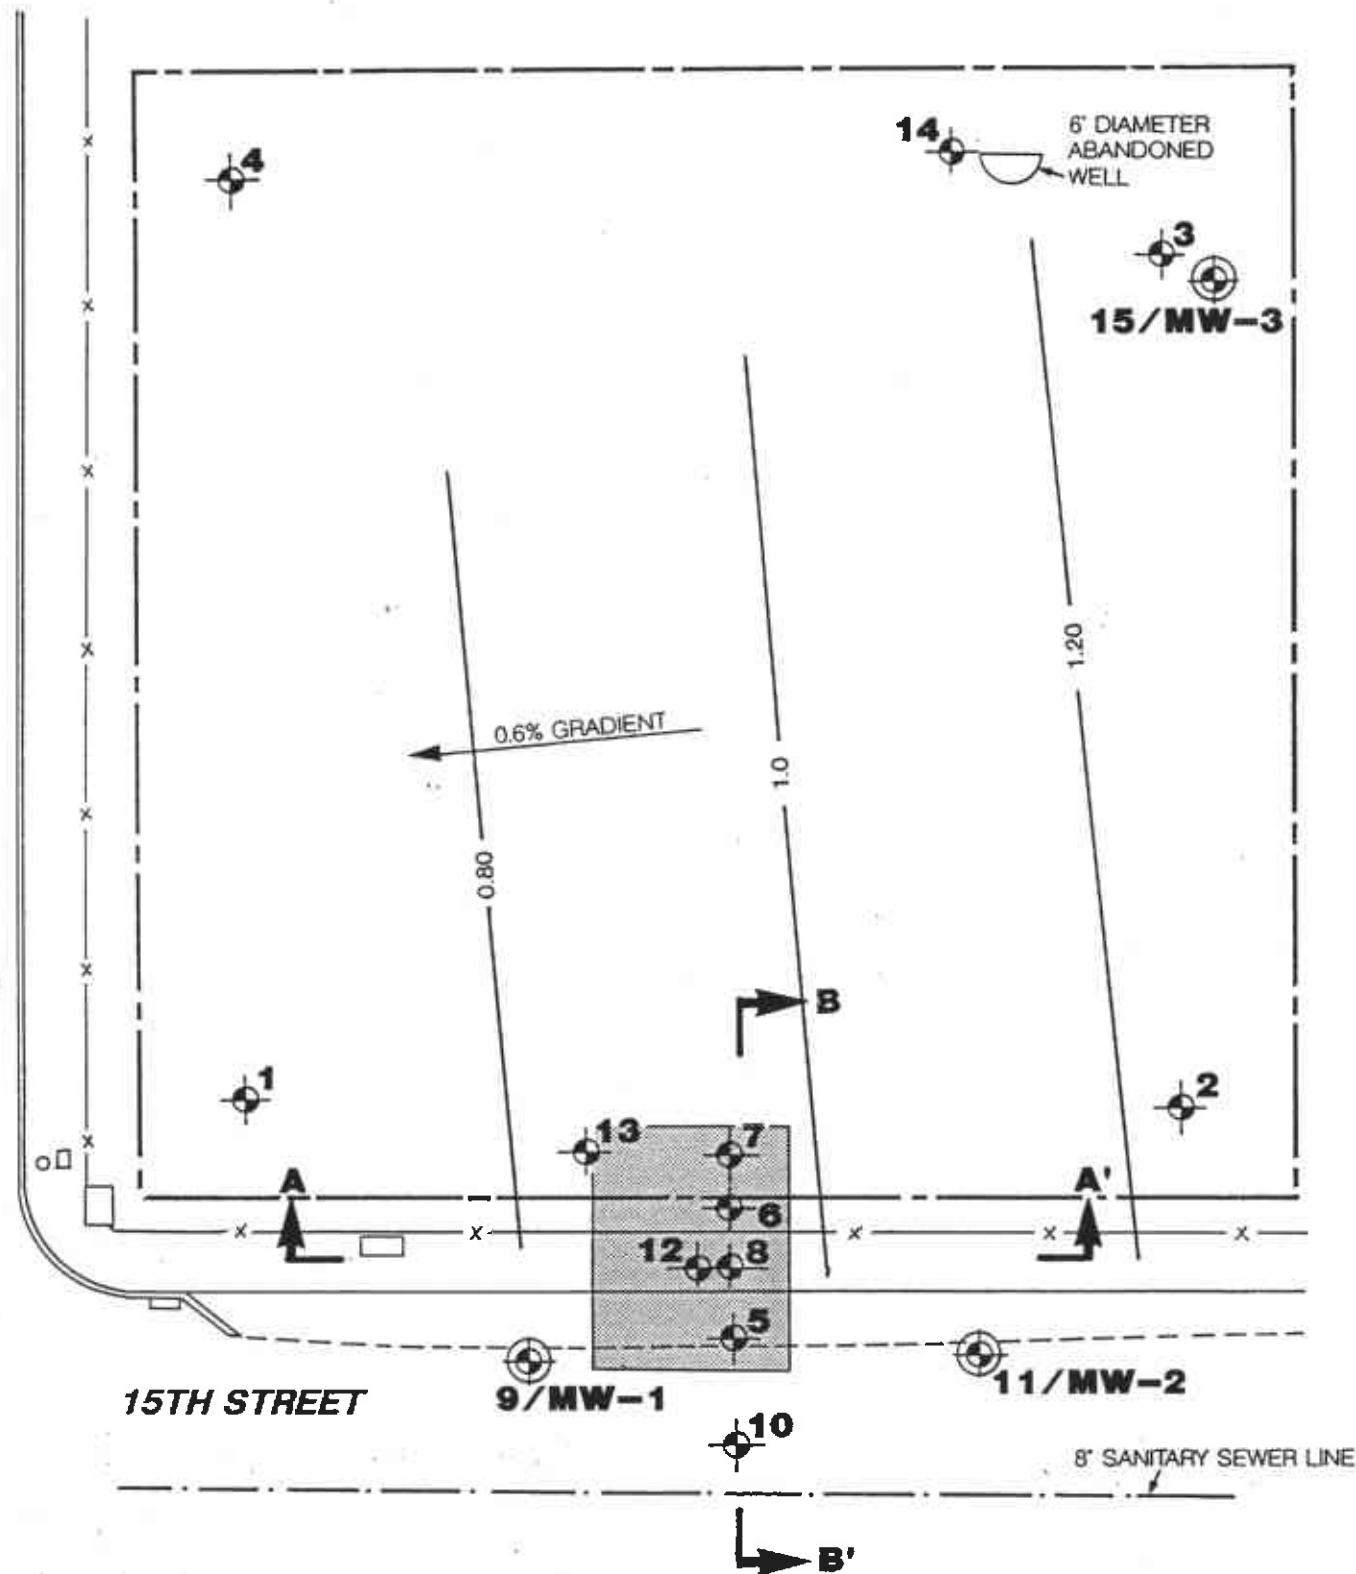 14
6' DIAMETER
ABANDONED
WELL
4
3
15/MW-3
1.20
0.6% GRADIENT
1.0
0.80
B
1
2
13
7
A
A'
6
12
8
5
15TH STREET
9/MW-1
11/MW-2
10
8" SANITARY SEWER LINE
B'